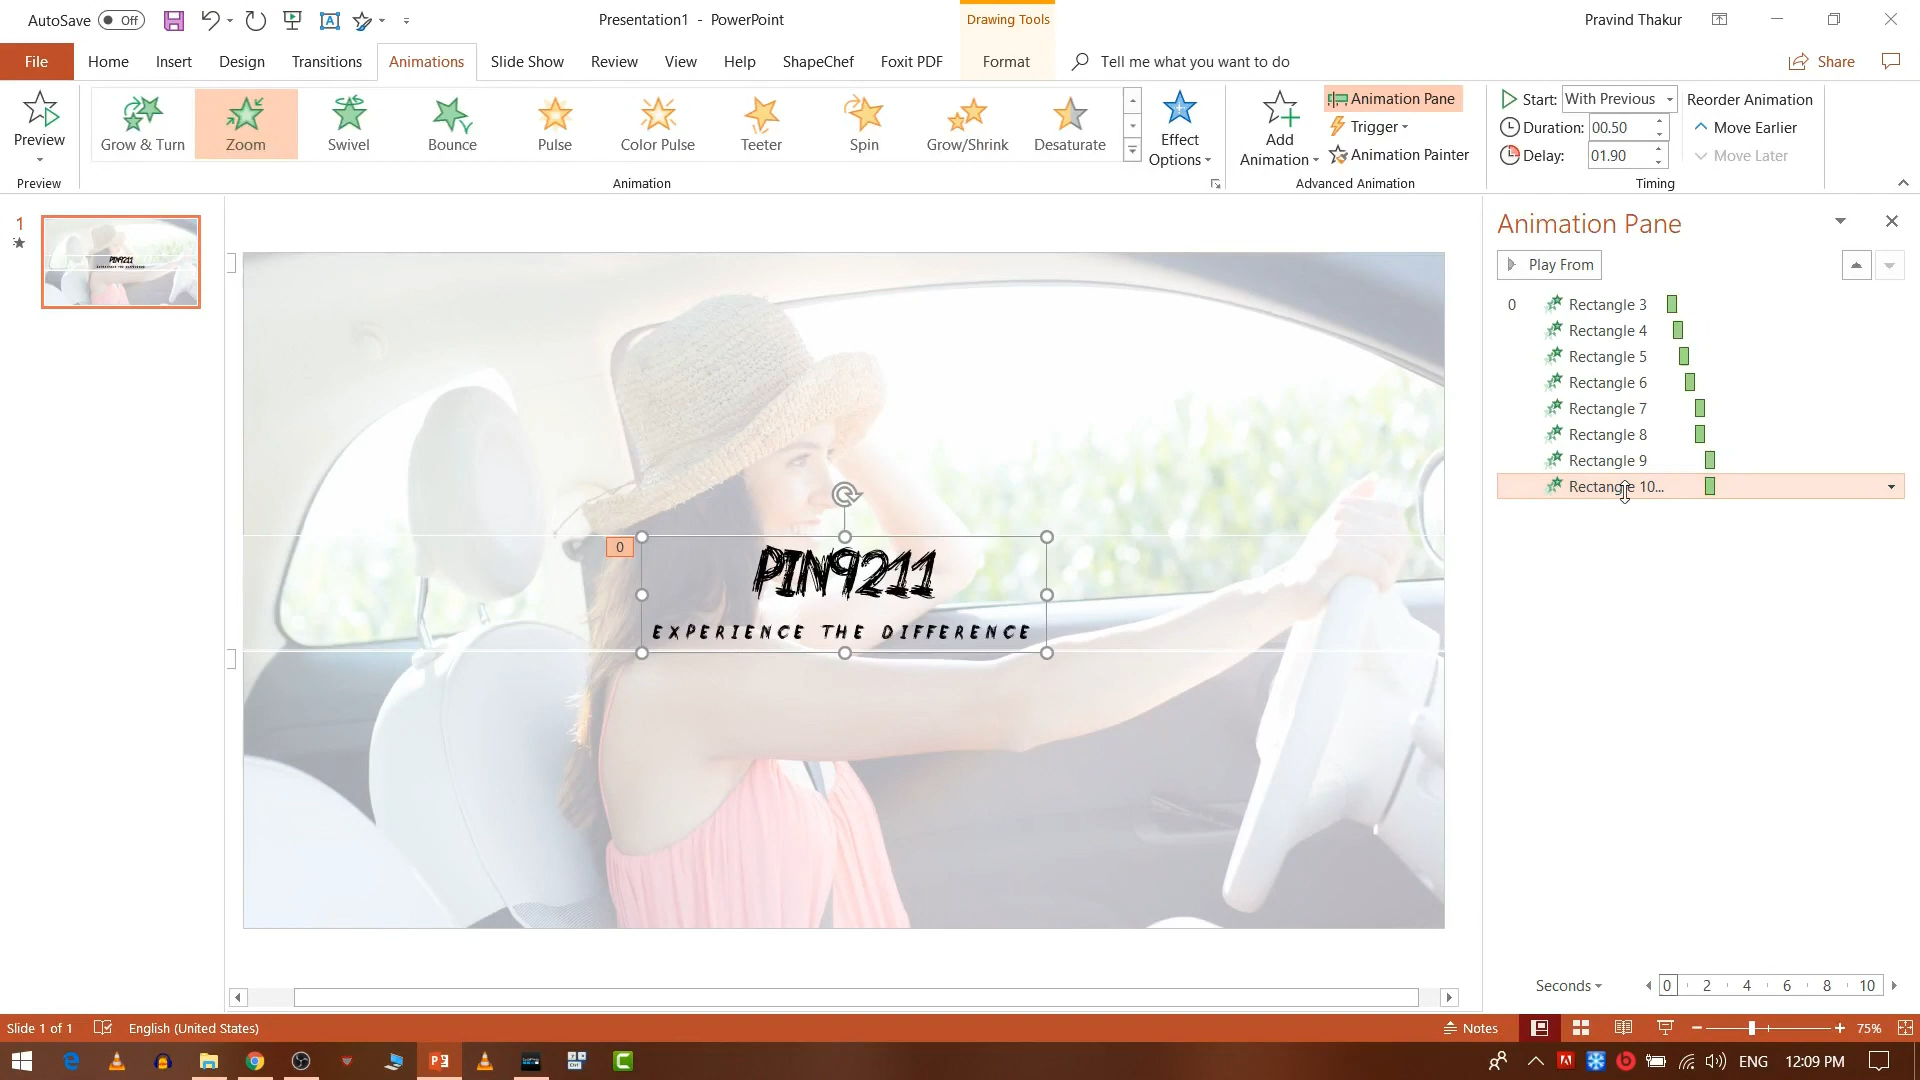 AutoSave Off
Presentation1 - PowerPoint
Drawing Tools
Pravind Thakur
File Home Insert Design Transitions Animations Slide Show Review View Help ShapeChef Foxit PDF Format Tell me what you want to do Share
Preview
Grow & Turn Zoom Swivel Bounce Pulse Color Pulse Teeter Spin Grow/Shrink Desaturate
Effect Options
Add Animation
Animation Pane
Trigger
Animation Painter
Start: With Previous
Duration: 00.50
Delay: 01.90
Reorder Animation
Move Earlier
Move Later
Preview Animation Advanced Animation Timing
1
PIN9211
EXPERIENCE THE DIFFERENCE
0
PIN9211
EXPERIENCE THE DIFFERENCE
Animation Pane
Play From
0 Rectangle 3
Rectangle 4
Rectangle 5
Rectangle 6
Rectangle 7
Rectangle 8
Rectangle 9
Rectangle 10...
Seconds 0 2 4 6 8 10
Slide 1 of 1 English (United States) Notes 75%
ENG 12:09 PM